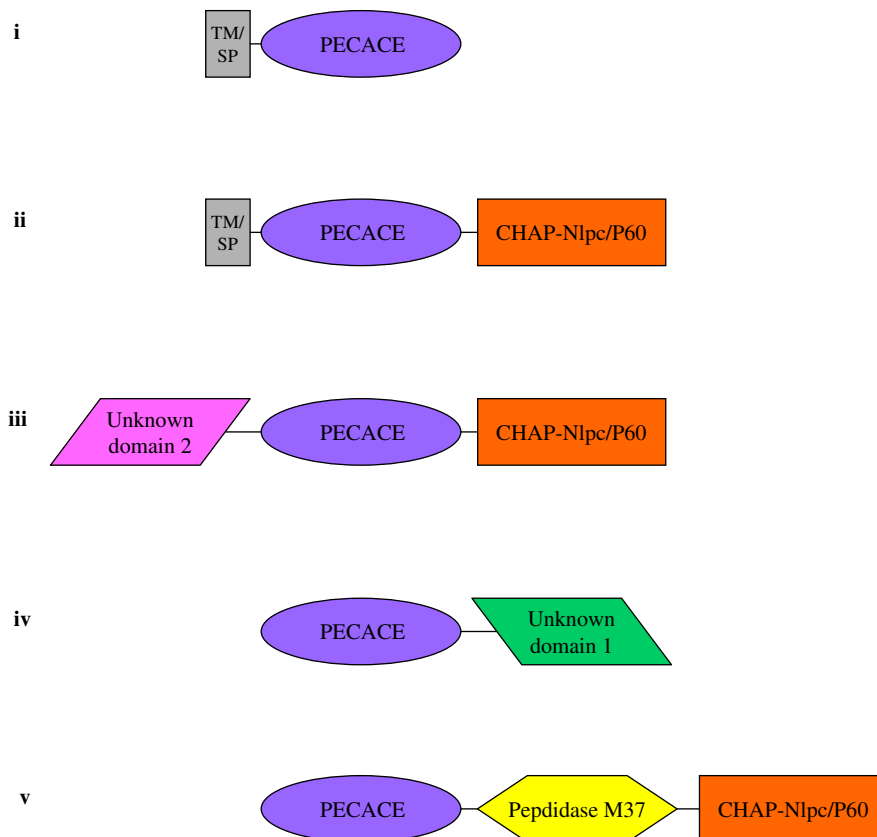 i
TM/
SP
PECACE
ii
TM/
SP
PECACE
CHAP-Nlpc/P60
iii
Unknown
domain 2
PECACE
CHAP-Nlpc/P60
iv
PECACE
Unknown
domain 1
v
PECACE
Pepdidase M37
CHAP-Nlpc/P60